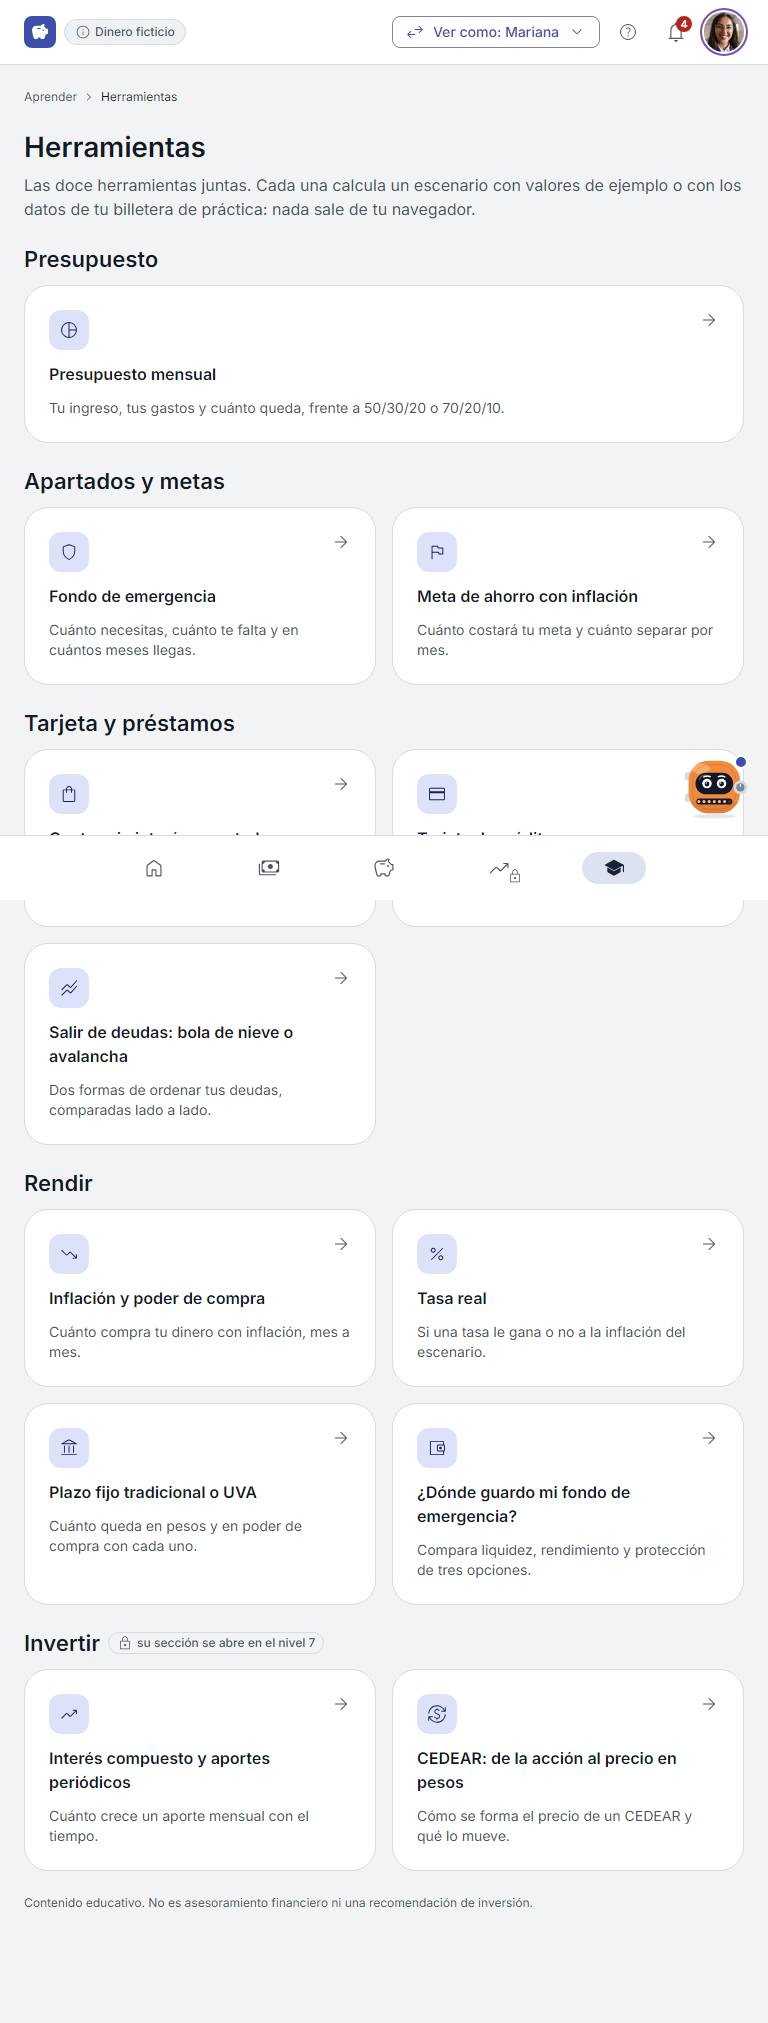 Dinero ficticio
Ver como: Mariana
4
Aprender
Herramientas
Herramientas
Las doce herramientas juntas. Cada una calcula un escenario con valores de ejemplo o con los
datos de tu billetera de práctica: nada sale de tu navegador.
Presupuesto
Presupuesto mensual
Tu ingreso, tus gastos y cuánto queda, frente a 50/30/20 o 70/20/10.
Apartados y metas
Fondo de emergencia
Cuánto necesitas, cuánto te falta y en
cuántos meses llegas.
Meta de ahorro con inflación
Cuánto costará tu meta y cuánto separar por
mes.
Tarjeta y préstamos
Salir de deudas: bola de nieve o
avalancha
Dos formas de ordenar tus deudas,
comparadas lado a lado.
Rendir
Inflación y poder de compra
Cuánto compra tu dinero con inflación, mes a
mes.
Tasa real
Si una tasa le gana o no a la inflación del
escenario.
Plazo fijo tradicional o UVA
Cuánto queda en pesos y en poder de
compra con cada uno.
¿Dónde guardo mi fondo de
emergencia?
Compara liquidez, rendimiento y protección
de tres opciones.
Invertir
su sección se abre en el nivel 7
Interés compuesto y aportes
periódicos
Cuánto crece un aporte mensual con el
tiempo.
CEDEAR: de la acción al precio en
pesos
Cómo se forma el precio de un CEDEAR y
qué lo mueve.
Contenido educativo. No es asesoramiento financiero ni una recomendación de inversión.